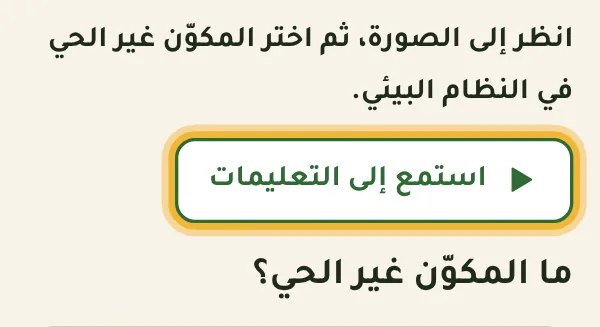 انظر إلى الصورة، ثم اختر المكوّن غير الحي
في النظام البيئي.
استمع إلى التعليمات
ما المكوّن غير الحي؟